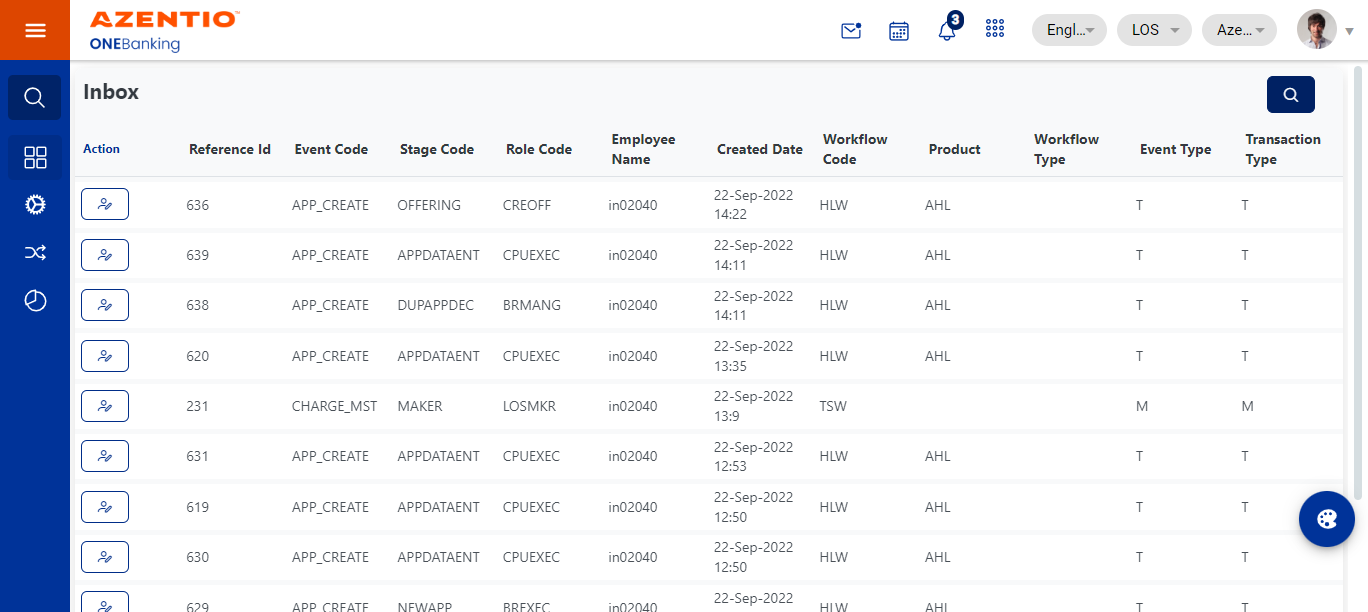 AZENTIO™
ONEBanking
3
Engl...
LOS
Aze...
Inbox
Action Reference Id Event Code Stage Code Role Code Employee Name Created Date Workflow Code Product Workflow Type Event Type Transaction Type
636 APP_CREATE OFFERING CREOFF in02040 22-Sep-2022 14:22 HLW AHL T T
639 APP_CREATE APPDATAENT CPUEXEC in02040 22-Sep-2022 14:11 HLW AHL T T
638 APP_CREATE DUPAPPDEC BRMANG in02040 22-Sep-2022 14:11 HLW AHL T T
620 APP_CREATE APPDATAENT CPUEXEC in02040 22-Sep-2022 13:35 HLW AHL T T
231 CHARGE_MST MAKER LOSMKR in02040 22-Sep-2022 13:9 TSW M M
631 APP_CREATE APPDATAENT CPUEXEC in02040 22-Sep-2022 12:53 HLW AHL T T
619 APP_CREATE APPDATAENT CPUEXEC in02040 22-Sep-2022 12:50 HLW AHL T T
630 APP_CREATE APPDATAENT CPUEXEC in02040 22-Sep-2022 12:50 HLW AHL T T
629 APP_CREATE NEWAPP BREXEC in02040 22-Sep-2022 HLW AHL T T